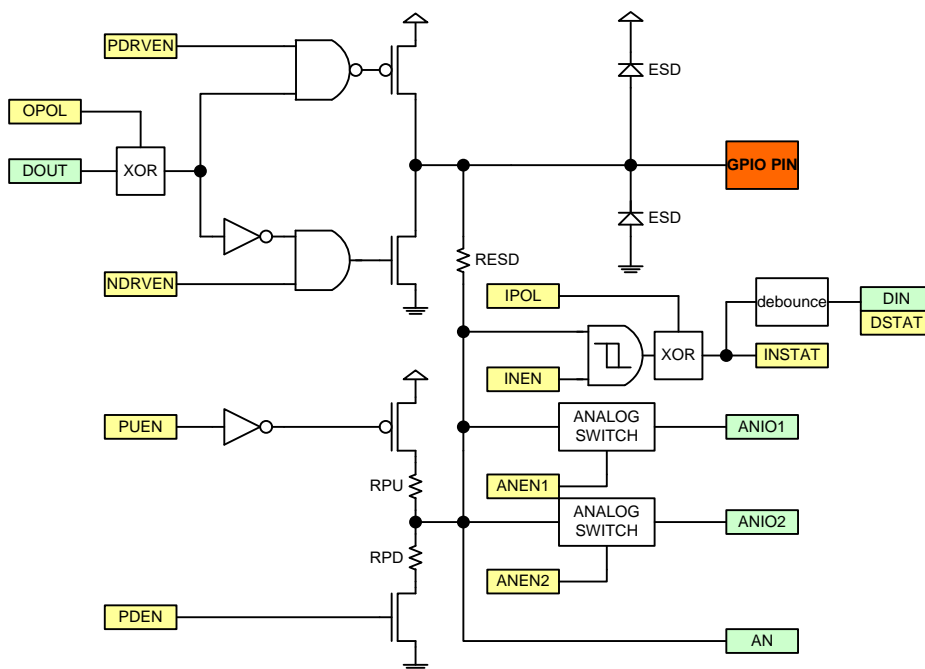 PDRVEN
ESD
OPOL
DOUT
XOR
GPIO PIN
ESD
RESD
NDRVEN
IPOL
debounce
DIN
DSTAT
XOR
INSTAT
INEN
PUEN
ANALOG
SWITCH
ANIO1
RPU
ANEN1
ANALOG
SWITCH
ANIO2
RPD
ANEN2
PDEN
AN